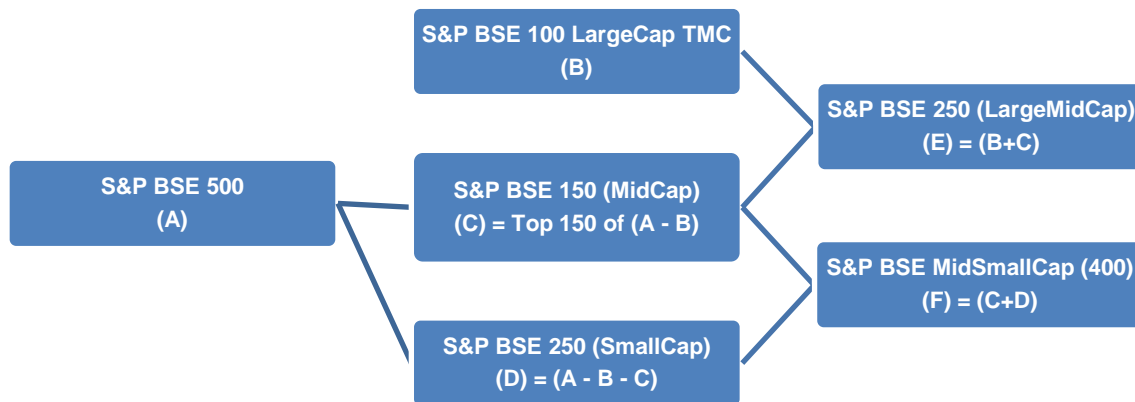 S&P BSE 500
(A)
S&P BSE 100 LargeCap TMC
(B)
S&P BSE 150 (MidCap)
(C) = Top 150 of (A - B)
S&P BSE 250 (SmallCap)
(D) = (A - B - C)
S&P BSE 250 (LargeMidCap)
(E) = (B+C)
S&P BSE MidSmallCap (400)
(F) = (C+D)